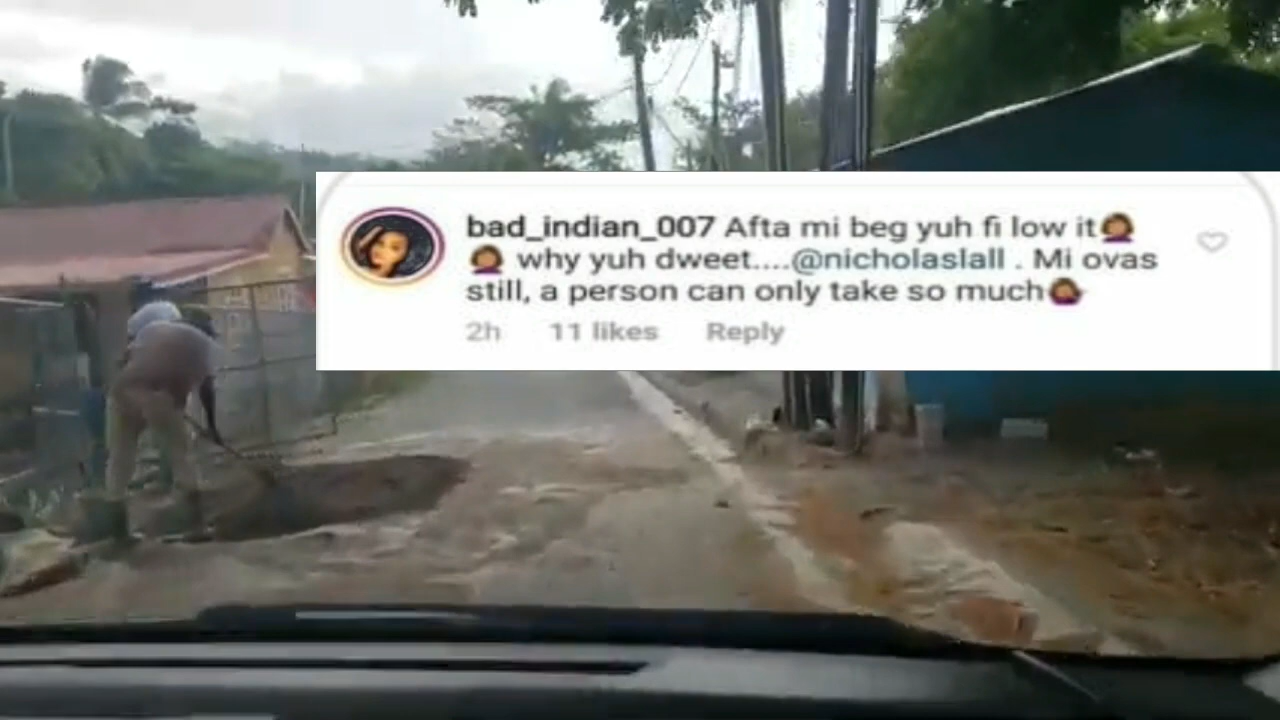 bad_indian_007 Afta mi beg yuh fi low it🤦🏽‍♀️
🤦🏽‍♀️ why yuh dweet....@nicholaslall . Mi ovas
still, a person can only take so much🤷🏽‍♀️
2h 11 likes Reply